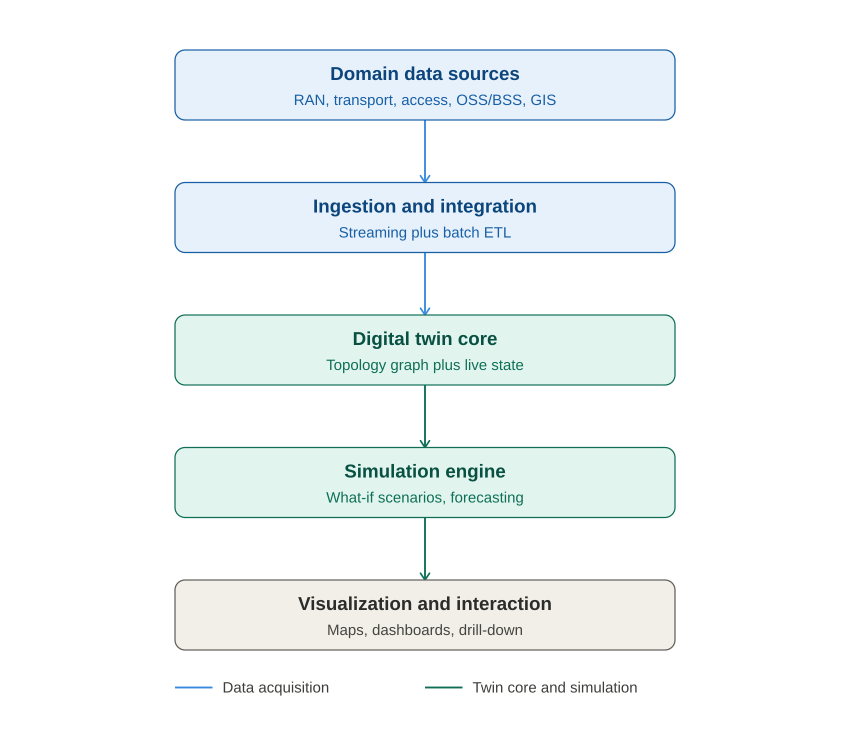 Domain data sources
RAN, transport, access, OSS/BSS, GIS
Ingestion and integration
Streaming plus batch ETL
Digital twin core
Topology graph plus live state
Simulation engine
What-if scenarios, forecasting
Visualization and interaction
Maps, dashboards, drill-down
Data acquisition
Twin core and simulation